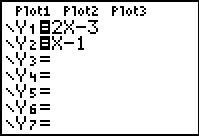 Plot1 Plot2 Plot3
\Y1=2X-3
\Y2=X-1
\Y3=
\Y4=
\Y5=
\Y6=
\Y7=